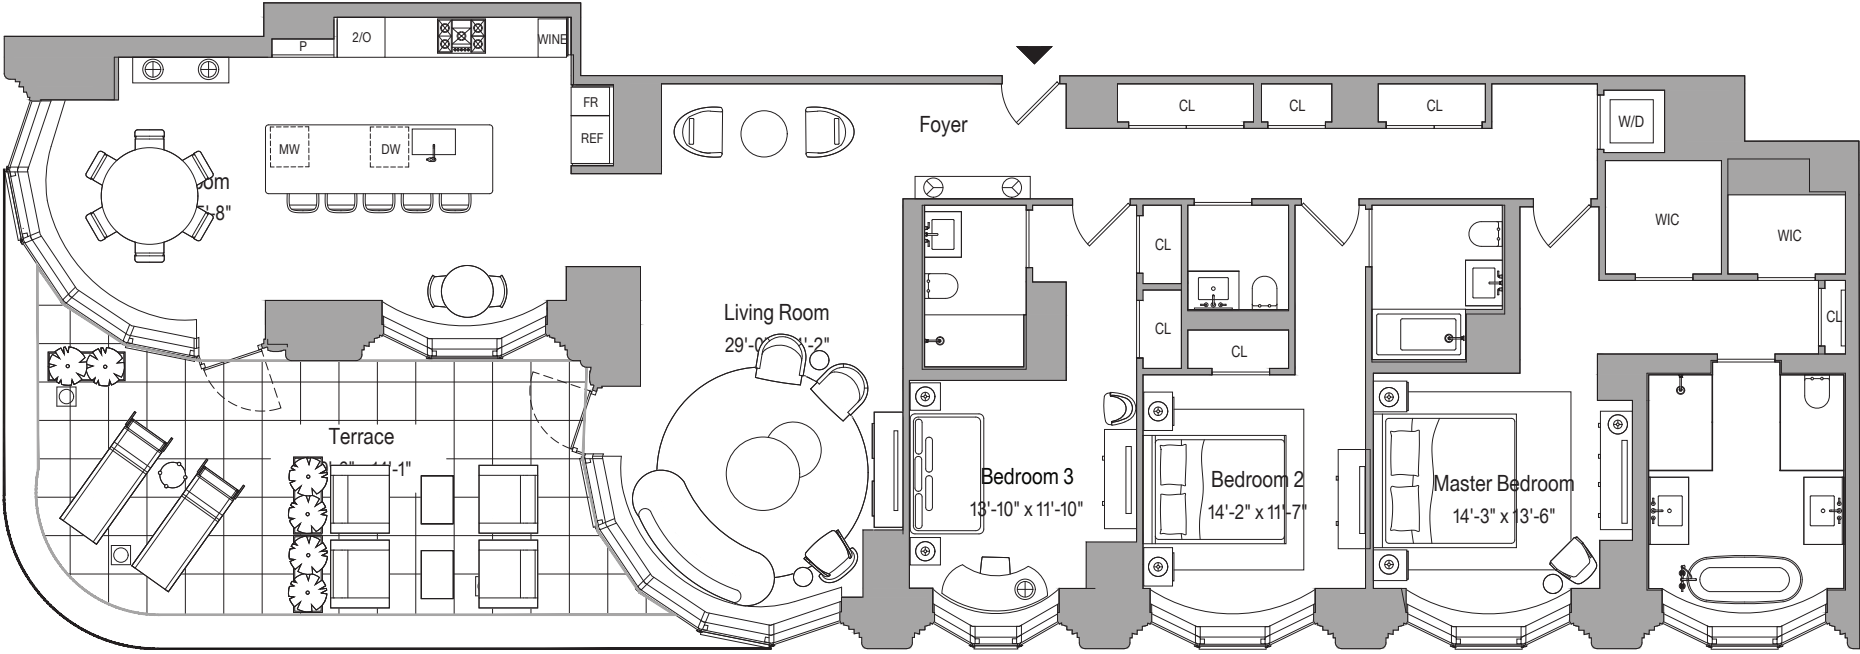 P
2/O
WINE
FR
REF
MW
DW
Foyer
CL
CL
CL
W/D
WIC
WIC
CL
CL
CL
CL
Living Room
Terrace
Bedroom 3
13'-10" x 11'-10"
Bedroom 2
14'-2" x 11'-7"
Master Bedroom
14'-3" x 13'-6"